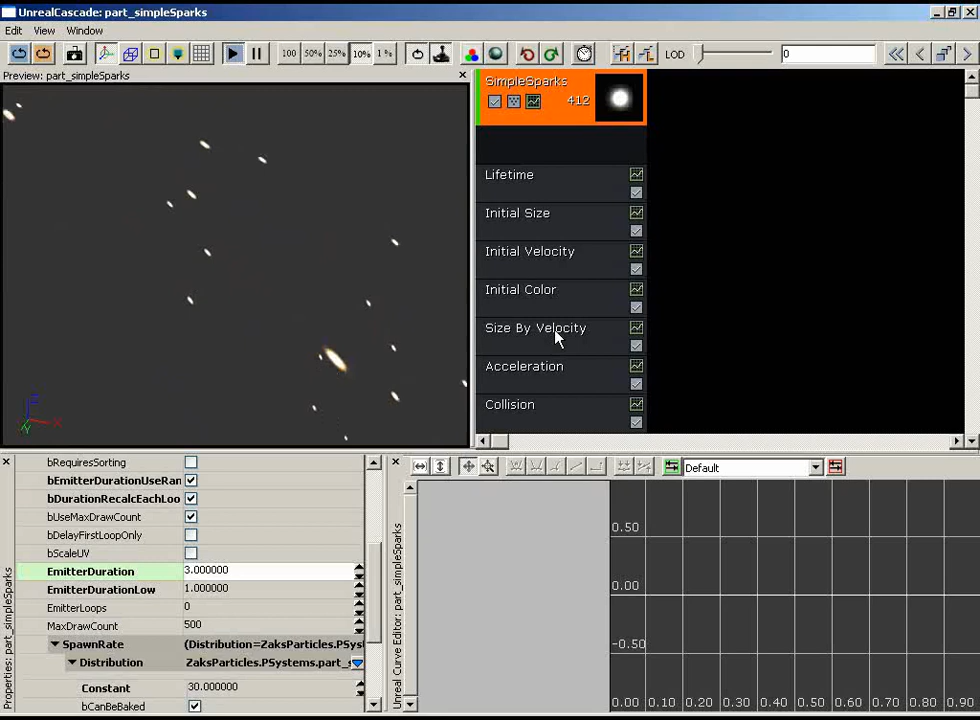 UnrealCascade: part_simpleSparks
Edit View Window
100 50% 25% 10% 1% LOD 0
Preview: part_simpleSparks
SimpleSparks
412
Lifetime
Initial Size
Initial Velocity
Initial Color
Size By Velocity
Acceleration
Collision
Z
X
Y
Properties: part_simpleSparks
bRequiresSorting
bEmitterDurationUseRan
bDurationRecalcEachLoo
bUseMaxDrawCount
bDelayFirstLoopOnly
bScaleUV
EmitterDuration 3.000000
EmitterDurationLow 1.000000
EmitterLoops 0
MaxDrawCount 500
SpawnRate (Distribution=ZaksParticles.PSys
Distribution ZaksParticles.PSystems.part_s
Constant 30.000000
bCanBeBaked
Unreal Curve Editor: part_simpleSparks
Default
0.50
0.00
-0.50
0.00 0.10 0.20 0.30 0.40 0.50 0.60 0.70 0.80 0.90